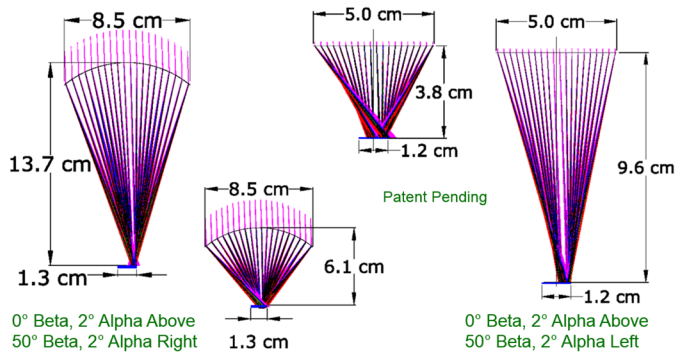 8.5 cm
5.0 cm
5.0 cm
3.8 cm
13.7 cm
1.2 cm
9.6 cm
8.5 cm
Patent Pending
6.1 cm
1.3 cm
1.2 cm
0° Beta, 2° Alpha Above
50° Beta, 2° Alpha Right
1.3 cm
0° Beta, 2° Alpha Above
50° Beta, 2° Alpha Left